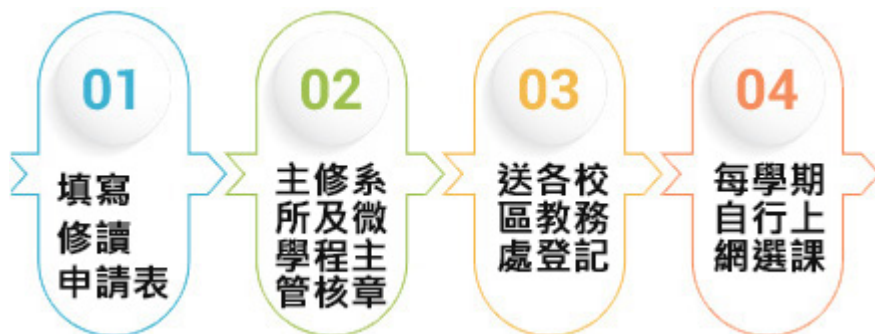 01
填寫
修讀
申請表
02
主修系
所及微
學程主
管核章
03
送各校
區教務
處登記
04
每學期
自行上
網選課